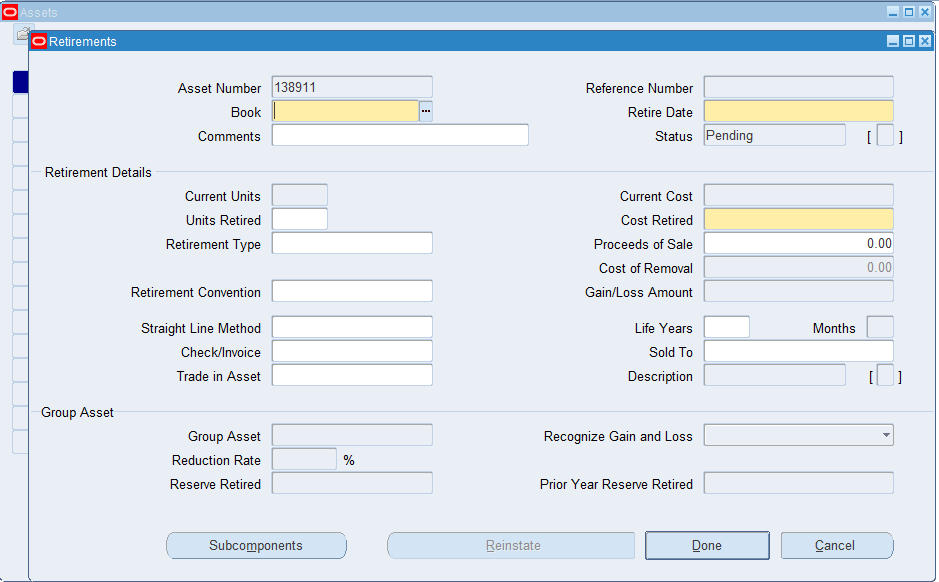 Assets
Retirements
Asset Number 138911 Reference Number
Book ... Retire Date
Comments Status Pending [ ]
Retirement Details
Current Units Current Cost
Units Retired Cost Retired
Retirement Type Proceeds of Sale 0.00
Cost of Removal 0.00
Retirement Convention Gain/Loss Amount
Straight Line Method Life Years Months
Check/Invoice Sold To
Trade in Asset Description [ ]
Group Asset
Group Asset Recognize Gain and Loss
Reduction Rate %
Reserve Retired Prior Year Reserve Retired
Subcomponents Reinstate Done Cancel